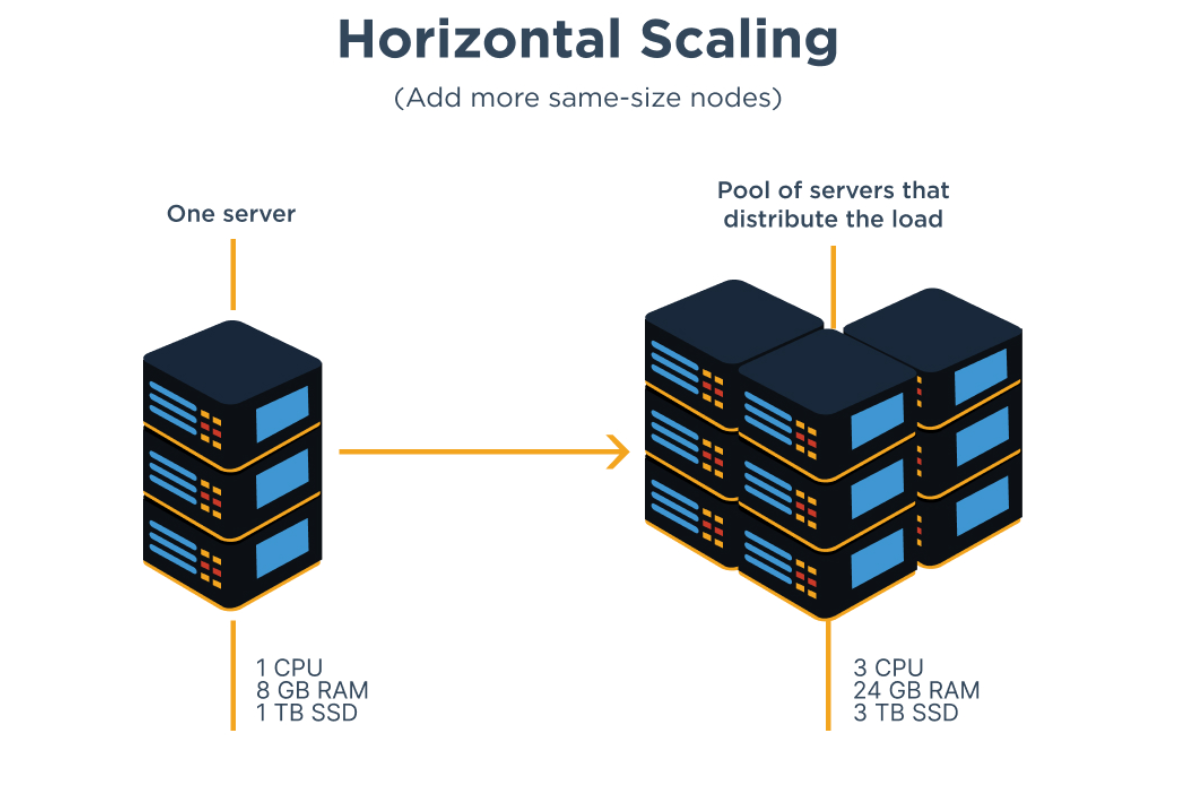 Horizontal Scaling
(Add more same-size nodes)
One server
Pool of servers that
distribute the load
1 CPU
8 GB RAM
1 TB SSD
3 CPU
24 GB RAM
3 TB SSD